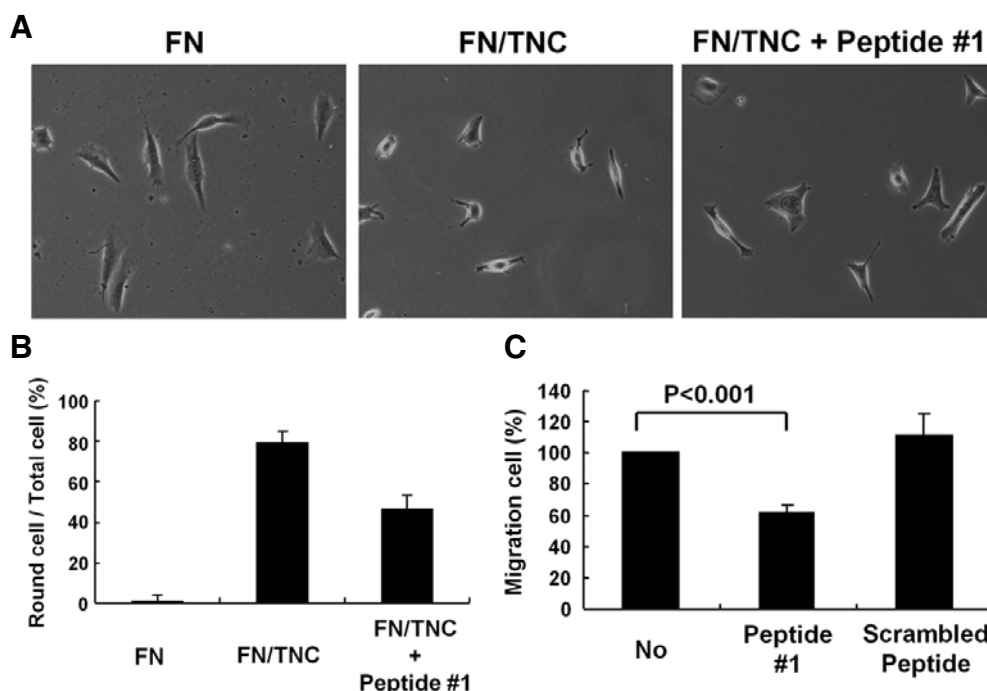 A
FN
FN/TNC
FN/TNC + Peptide #1
B
Round cell / Total cell (%)
100
80
60
40
20
0
FN
FN/TNC
FN/TNC
+
Peptide #1
C
Migration cell (%)
140
120
100
80
60
40
20
0
P<0.001
No
Peptide
#1
Scrambled
Peptide